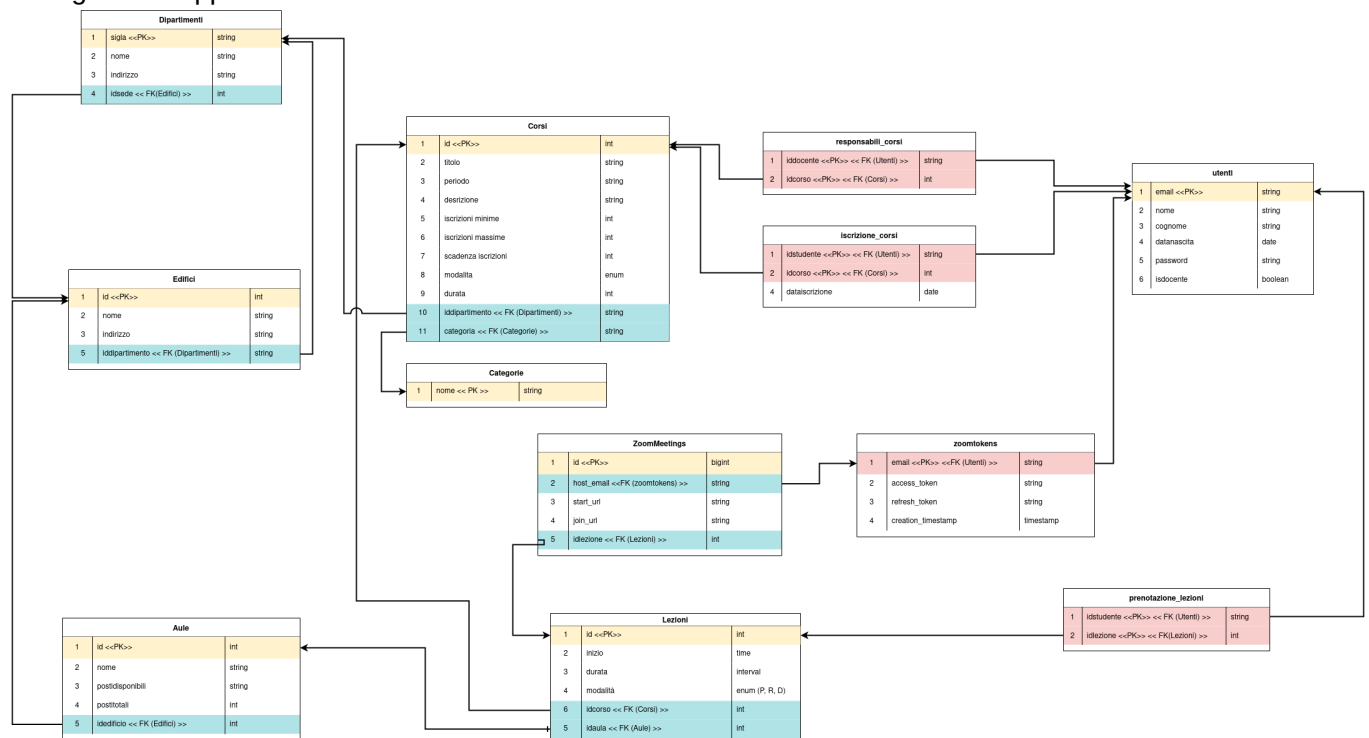 Dipartimenti
1 sigla <<PK>> string
2 nome string
3 indirizzo string
4 idsede << FK(Edifici) >> int
Corsi
1 id <<PK>> int
2 titolo string
3 periodo string
4 desrizione string
5 iscrizioni minime int
6 iscrizioni massime int
7 scadenza iscrizioni int
8 modalita enum
9 durata int
10 iddipartimento << FK (Dipartimenti) >> string
11 categoria << FK (Categorie) >> string
responsabili_corsi
1 iddocente <<PK>> << FK (Utenti) >> string
2 idcorso <<PK>> << FK (Corsi) >> int
utenti
1 email <<PK>> string
2 nome string
3 cognome string
4 datanascita date
5 password string
6 isdocente boolean
iscrizione_corsi
1 idstudente <<PK>> << FK (Utenti) >> string
2 idcorso <<PK>> << FK (Corsi) >> int
4 dataiscrizione date
Edifici
1 id <<PK>> int
2 nome string
3 indirizzo string
5 iddipartimento << FK (Dipartimenti) >> string
Categorie
1 nome << PK >> string
ZoomMeetings
1 id <<PK>> bigint
2 host_email <<FK (zoomtokens) >> string
3 start_url string
4 join_url string
5 idlezione << FK (Lezioni) >> int
zoomtokens
1 email <<PK>> <<FK (Utenti) >> string
2 access_token string
3 refresh_token string
4 creation_timestamp timestamp
prenotazione_lezioni
1 idstudente <<PK>> << FK (Utenti) >> string
2 idlezione <<PK>> << FK(Lezioni) >> int
Aule
1 id <<PK>> int
2 nome string
3 postidisponibili string
4 postitotali int
5 idedificio << FK (Edifici) >> int
Lezioni
1 id <<PK>> int
2 inizio time
3 durata interval
4 modalità enum (P, R, D)
6 idcorso << FK (Corsi) >> int
5 idaula << FK (Aule) >> int